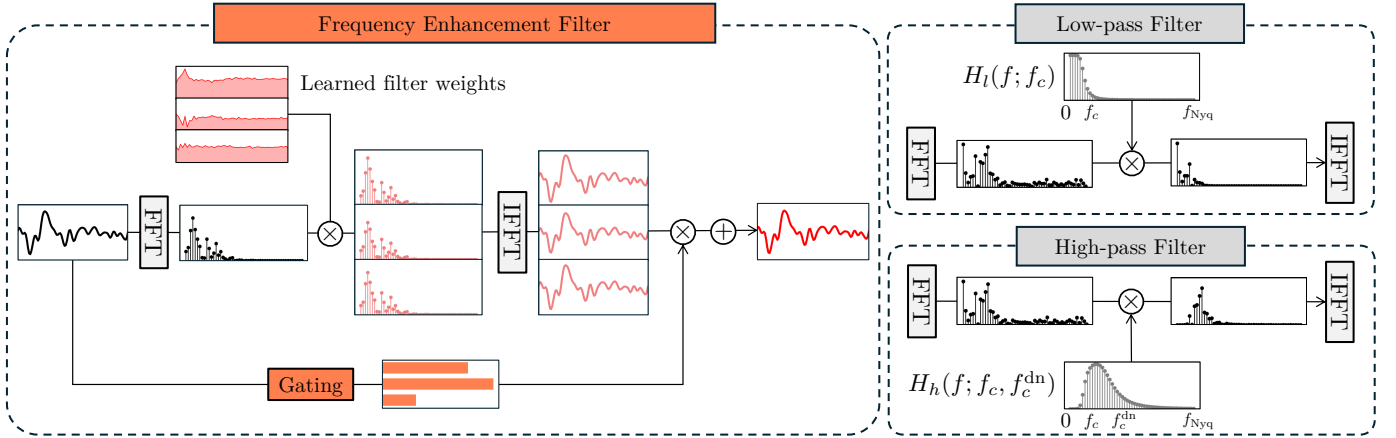 Frequency Enhancement Filter
Learned filter weights
FFT
IFFT
Gating
Low-pass Filter
H_l(f; f_c)
0 f_c f_Nyq
FFT
IFFT
High-pass Filter
FFT
IFFT
H_h(f; f_c, f_c^dn)
0 f_c f_c^dn f_Nyq